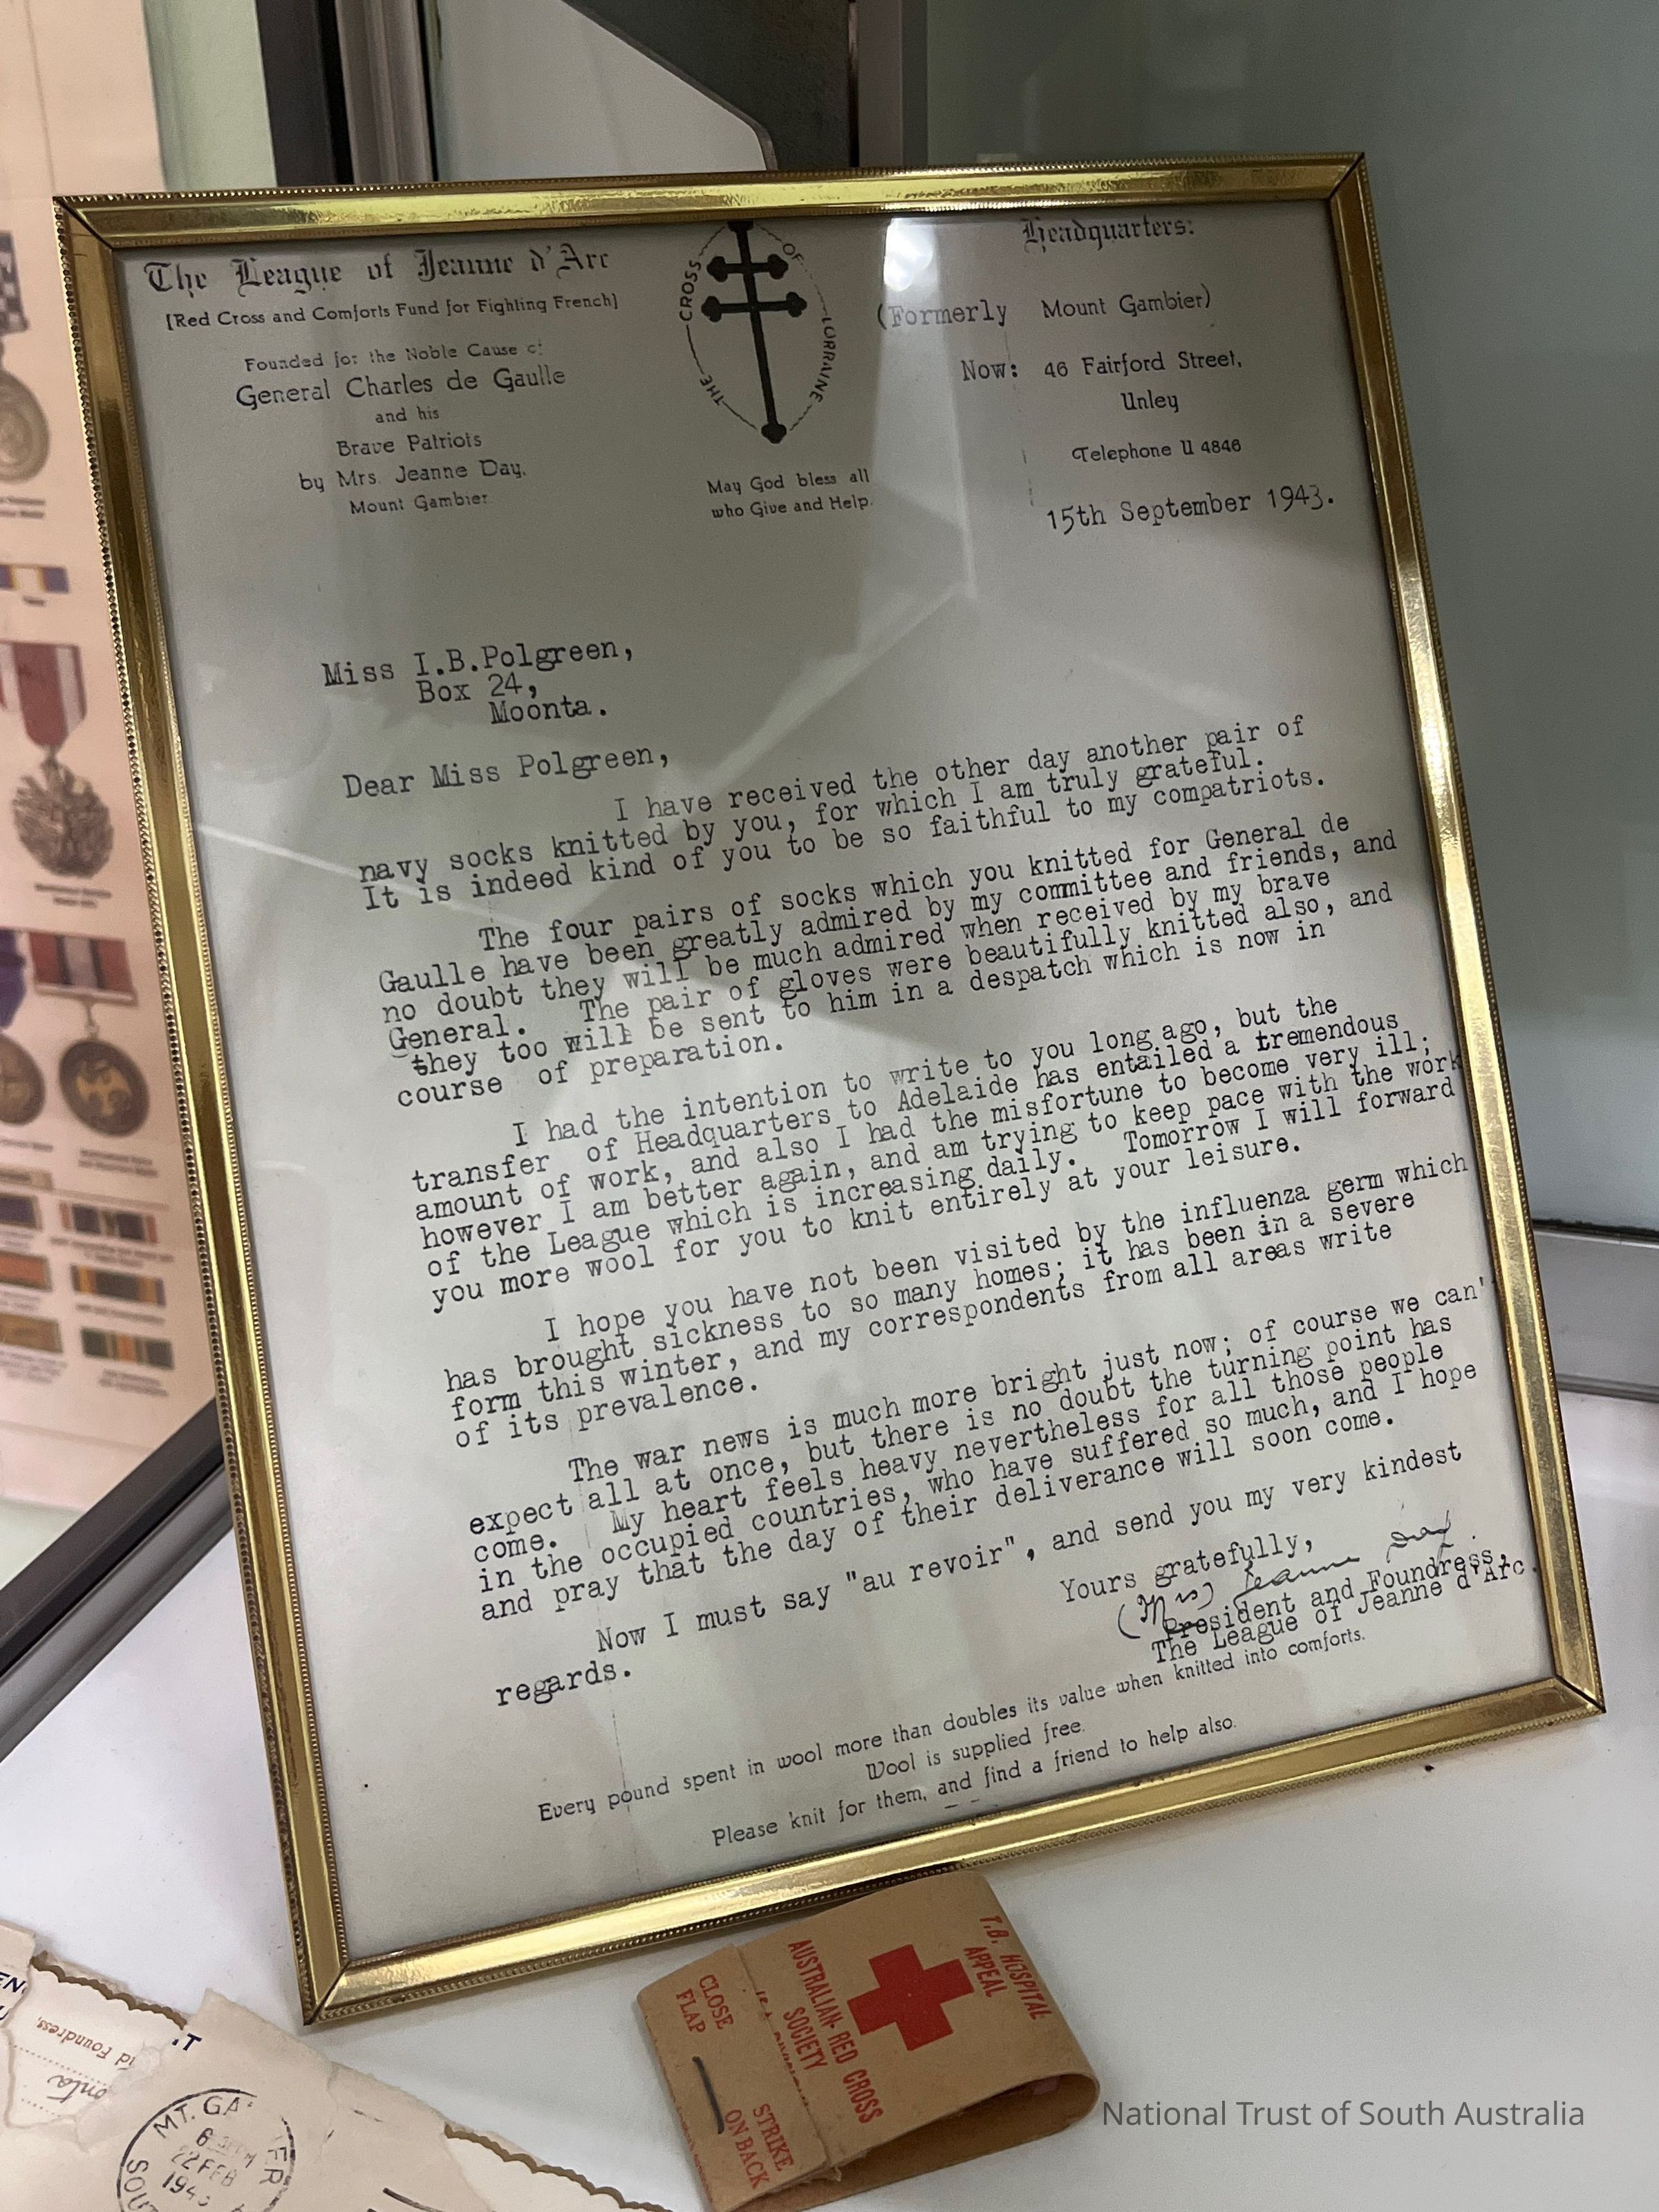 The League of Jeanne d'Arc
[Red Cross and Comforts Fund for Fighting French]
Founded for the Noble Cause of
General Charles de Gaulle
and his
Brave Patriots
by Mrs. Jeanne Day,
Mount Gambier
THE CROSS OF LORRAINE
May God bless all
who Give and Help.
Headquarters:
(Formerly Mount Gambier)
Now: 46 Fairford Street,
Unley
Telephone U 4846
15th September 1943.
Miss I.B.Polgreen,
Box 24,
Moonta.
Dear Miss Polgreen,
I have received the other day another pair of
navy socks knitted by you, for which I am truly grateful.
It is indeed kind of you to be so faithful to my compatriots.
The four pairs of socks which you knitted for General de
Gaulle have been greatly admired by my committee and friends, and
no doubt they will be much admired when received by my brave
General. The pair of gloves were beautifully knitted also, and
they too will be sent to him in a despatch which is now in
course of preparation.
I had the intention to write to you long ago, but the
transfer of Headquarters to Adelaide has entailed a tremendous
amount of work, and also I had the misfortune to become very ill;
however I am better again, and am trying to keep pace with the work
of the League which is increasing daily. Tomorrow I will forward
you more wool for you to knit entirely at your leisure.
I hope you have not been visited by the influenza germ which
has brought sickness to so many homes; it has been in a severe
form this winter, and my correspondents from all areas write
of its prevalence.
The war news is much more bright just now; of course we can'
expect all at once, but there is no doubt the turning point has
come. My heart feels heavy nevertheless for all those people
in the occupied countries, who have suffered so much, and I hope
and pray that the day of their deliverance will soon come.
Now I must say "au revoir", and send you my very kindest
regards.
Yours gratefully,
(Mrs) Jeanne Day.
President and Foundress,
The League of Jeanne d'Arc.
Every pound spent in wool more than doubles its value when knitted into comforts.
Wool is supplied free.
Please knit for them, and find a friend to help also.
T.B. HOSPITAL
APPEAL
AUSTRALIAN RED CROSS
SOCIETY
CLOSE
FLAP
STRIKE
ON BACK
Foundress,
MT. GA
22 FEB
National Trust of South Australia